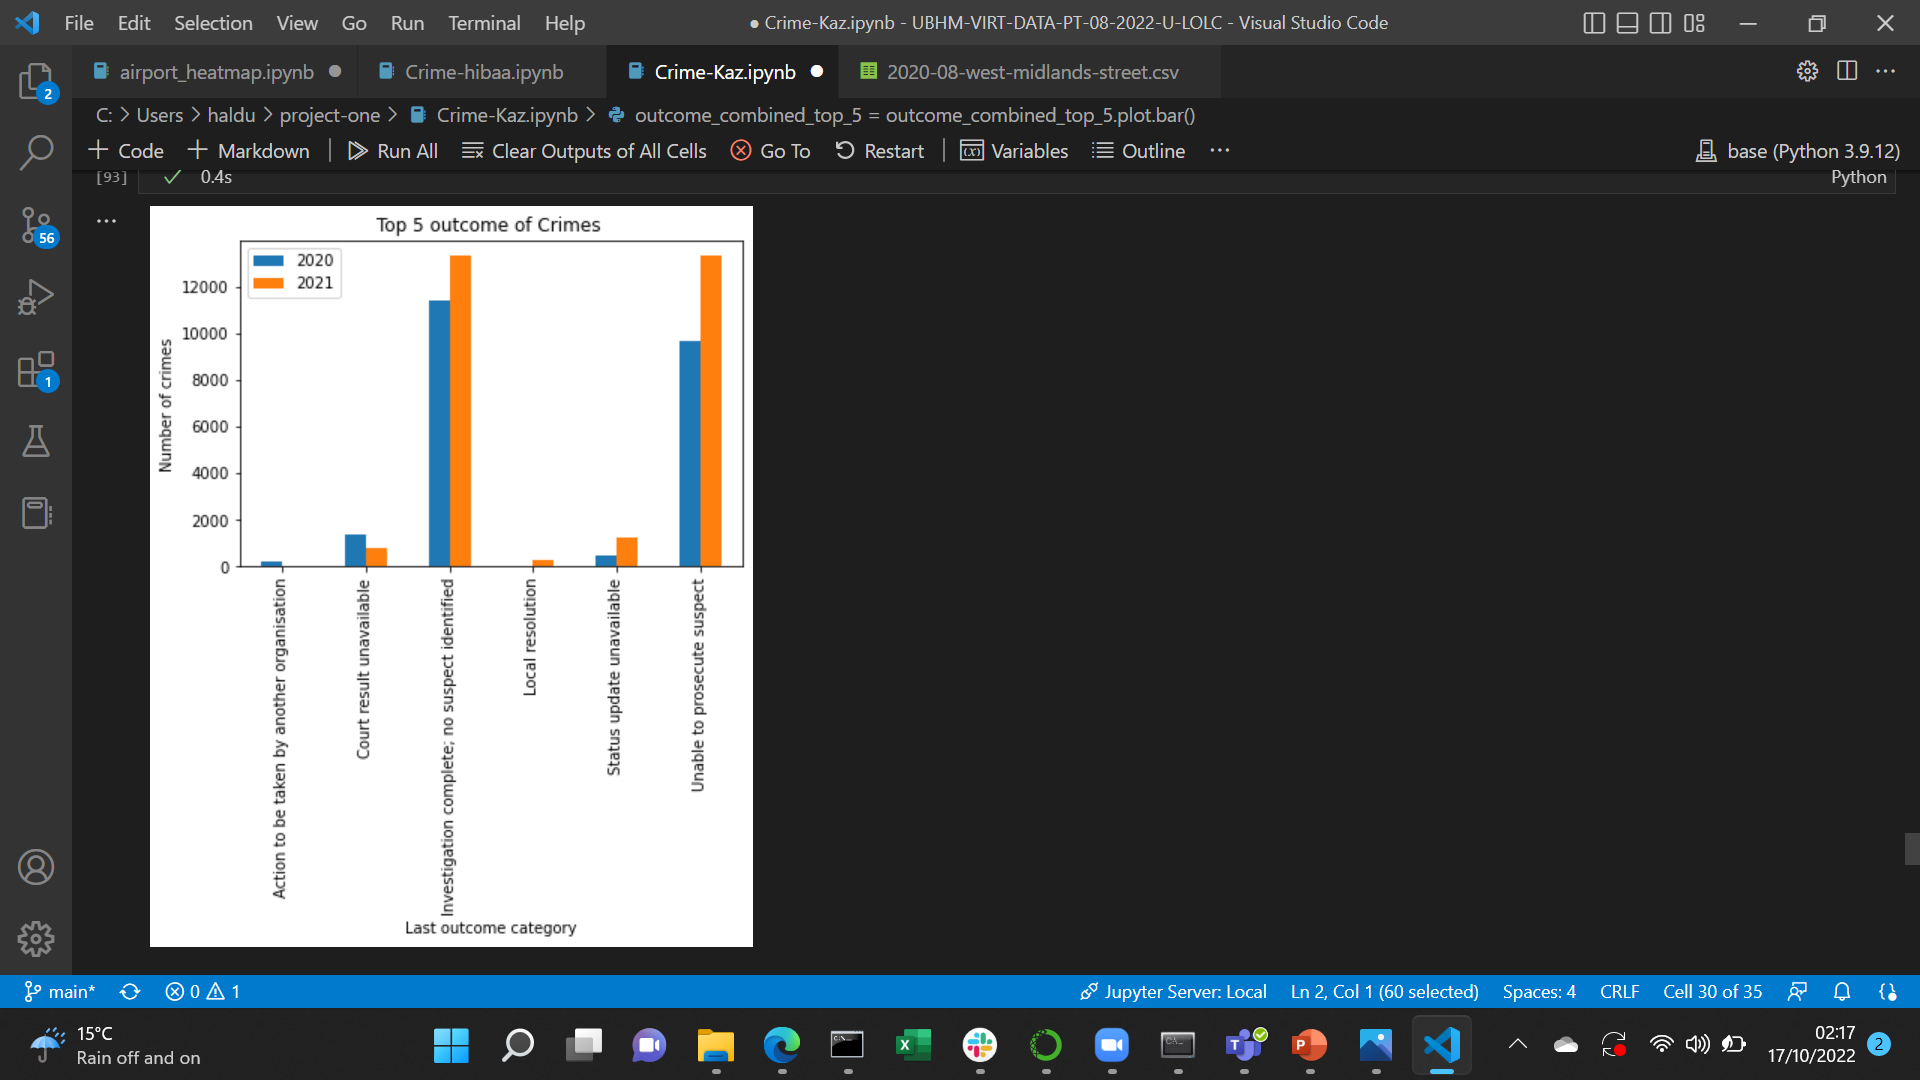 File Edit Selection View Go Run Terminal Help ● Crime-Kaz.ipynb - UBHM-VIRT-DATA-PT-08-2022-U-LOLC - Visual Studio Code
airport_heatmap.ipynb Crime-hibaa.ipynb Crime-Kaz.ipynb 2020-08-west-midlands-street.csv
C: > Users > haldu > project-one > Crime-Kaz.ipynb > outcome_combined_top_5 = outcome_combined_top_5.plot.bar()
+ Code + Markdown Run All Clear Outputs of All Cells Go To Restart Variables Outline ... base (Python 3.9.12)
[93] 0.4s Python
2
56
1
Top 5 outcome of Crimes
2020
2021
Number of crimes
12000
10000
8000
6000
4000
2000
0
Action to be taken by another organisation
Court result unavailable
Investigation complete; no suspect identified
Local resolution
Status update unavailable
Unable to prosecute suspect
Last outcome category
main* 0 1 Jupyter Server: Local Ln 2, Col 1 (60 selected) Spaces: 4 CRLF Cell 30 of 35
15°C
Rain off and on
02:17
17/10/2022
2